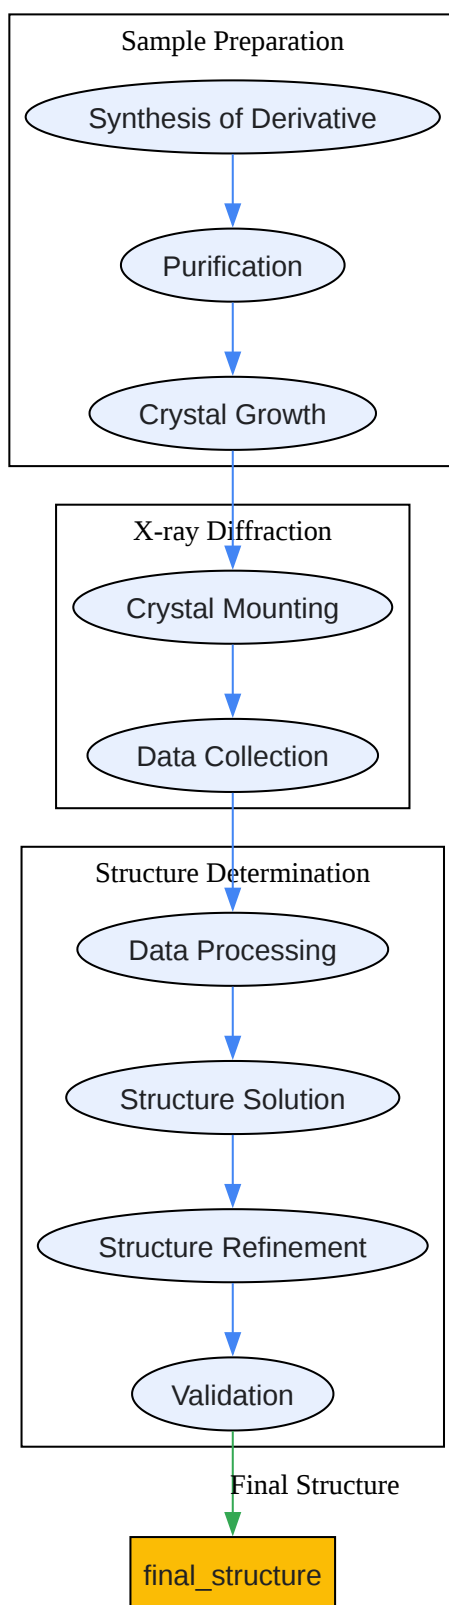 Sample Preparation
Synthesis of Derivative
Purification
Crystal Growth
X-ray Diffraction
Crystal Mounting
Data Collection
Structure Determination
Data Processing
Structure Solution
Structure Refinement
Validation
Final Structure
final_structure